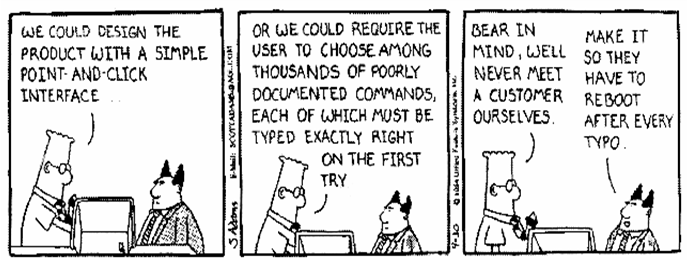 WE COULD DESIGN THE
PRODUCT WITH A SIMPLE
POINT-AND-CLICK
INTERFACE...
OR WE COULD REQUIRE THE
USER TO CHOOSE AMONG
THOUSANDS OF POORLY
DOCUMENTED COMMANDS,
EACH OF WHICH MUST BE
TYPED EXACTLY RIGHT
ON THE FIRST
TRY
S Adams
BEAR IN
MIND, WE'LL
NEVER MEET
A CUSTOMER
OURSELVES.
MAKE IT
SO THEY
HAVE TO
REBOOT
AFTER EVERY
TYPO.
4-30